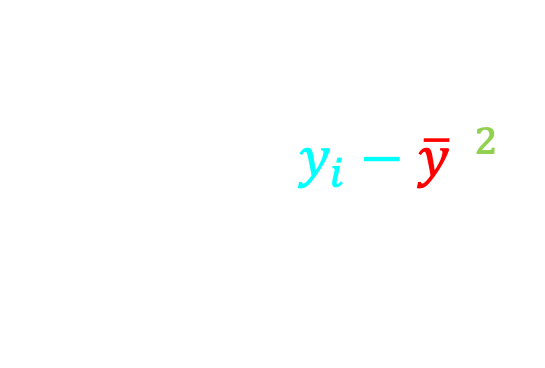 yᵢ − ȳ ²